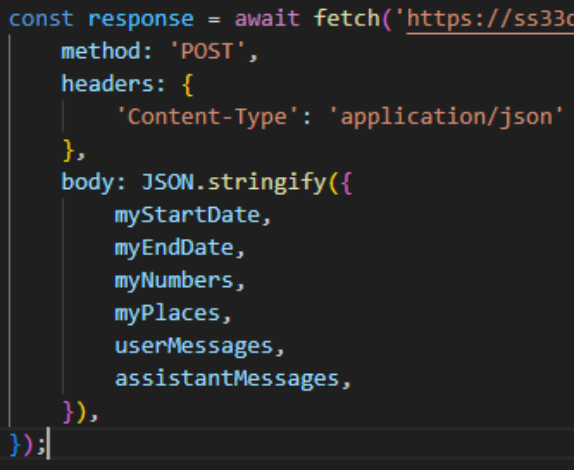 const response = await fetch('https://ss33
method: 'POST',
headers: {
'Content-Type': 'application/json'
},
body: JSON.stringify({
myStartDate,
myEndDate,
myNumbers,
myPlaces,
userMessages,
assistantMessages,
}),
});